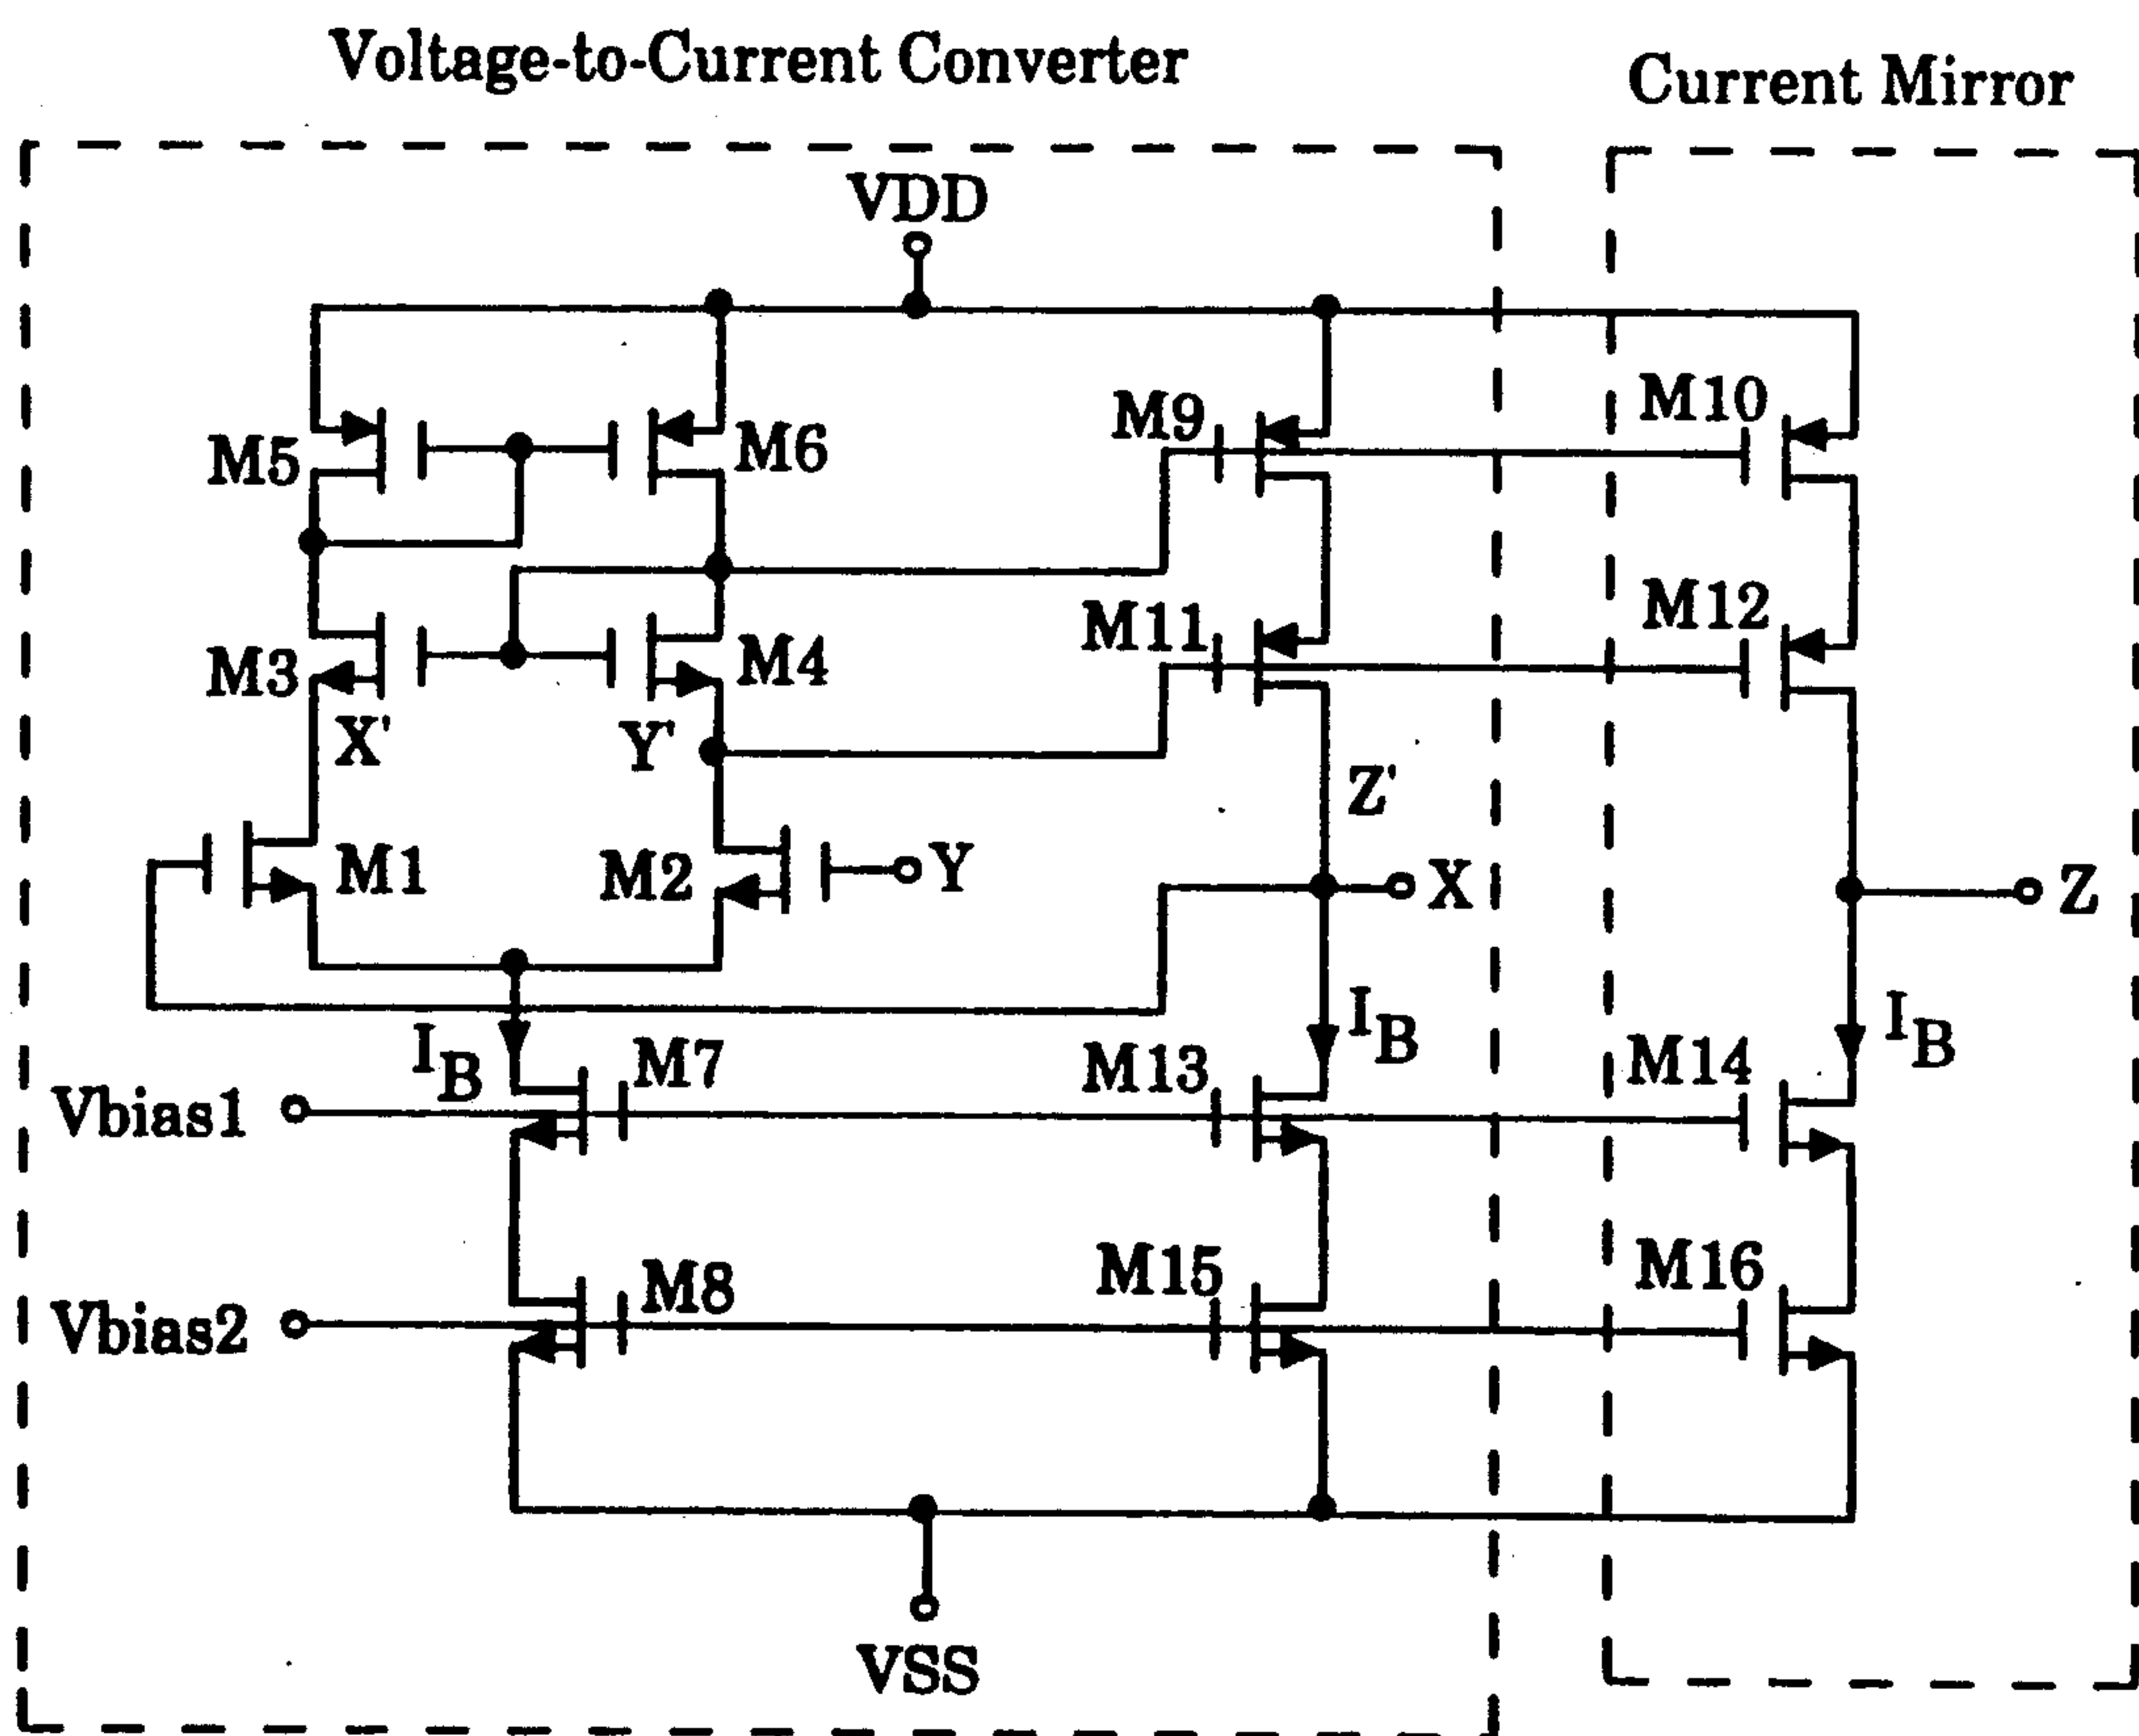 Voltage-to-Current Converter
Current Mirror
VDD
M5
M6
M9
M10
M3
M4
M11
M12
X'
Y'
Z'
M1
M2
Y
X
Z
IB
M7
M13
IB
M14
IB
Vbias1
M8
M15
M16
Vbias2
VSS